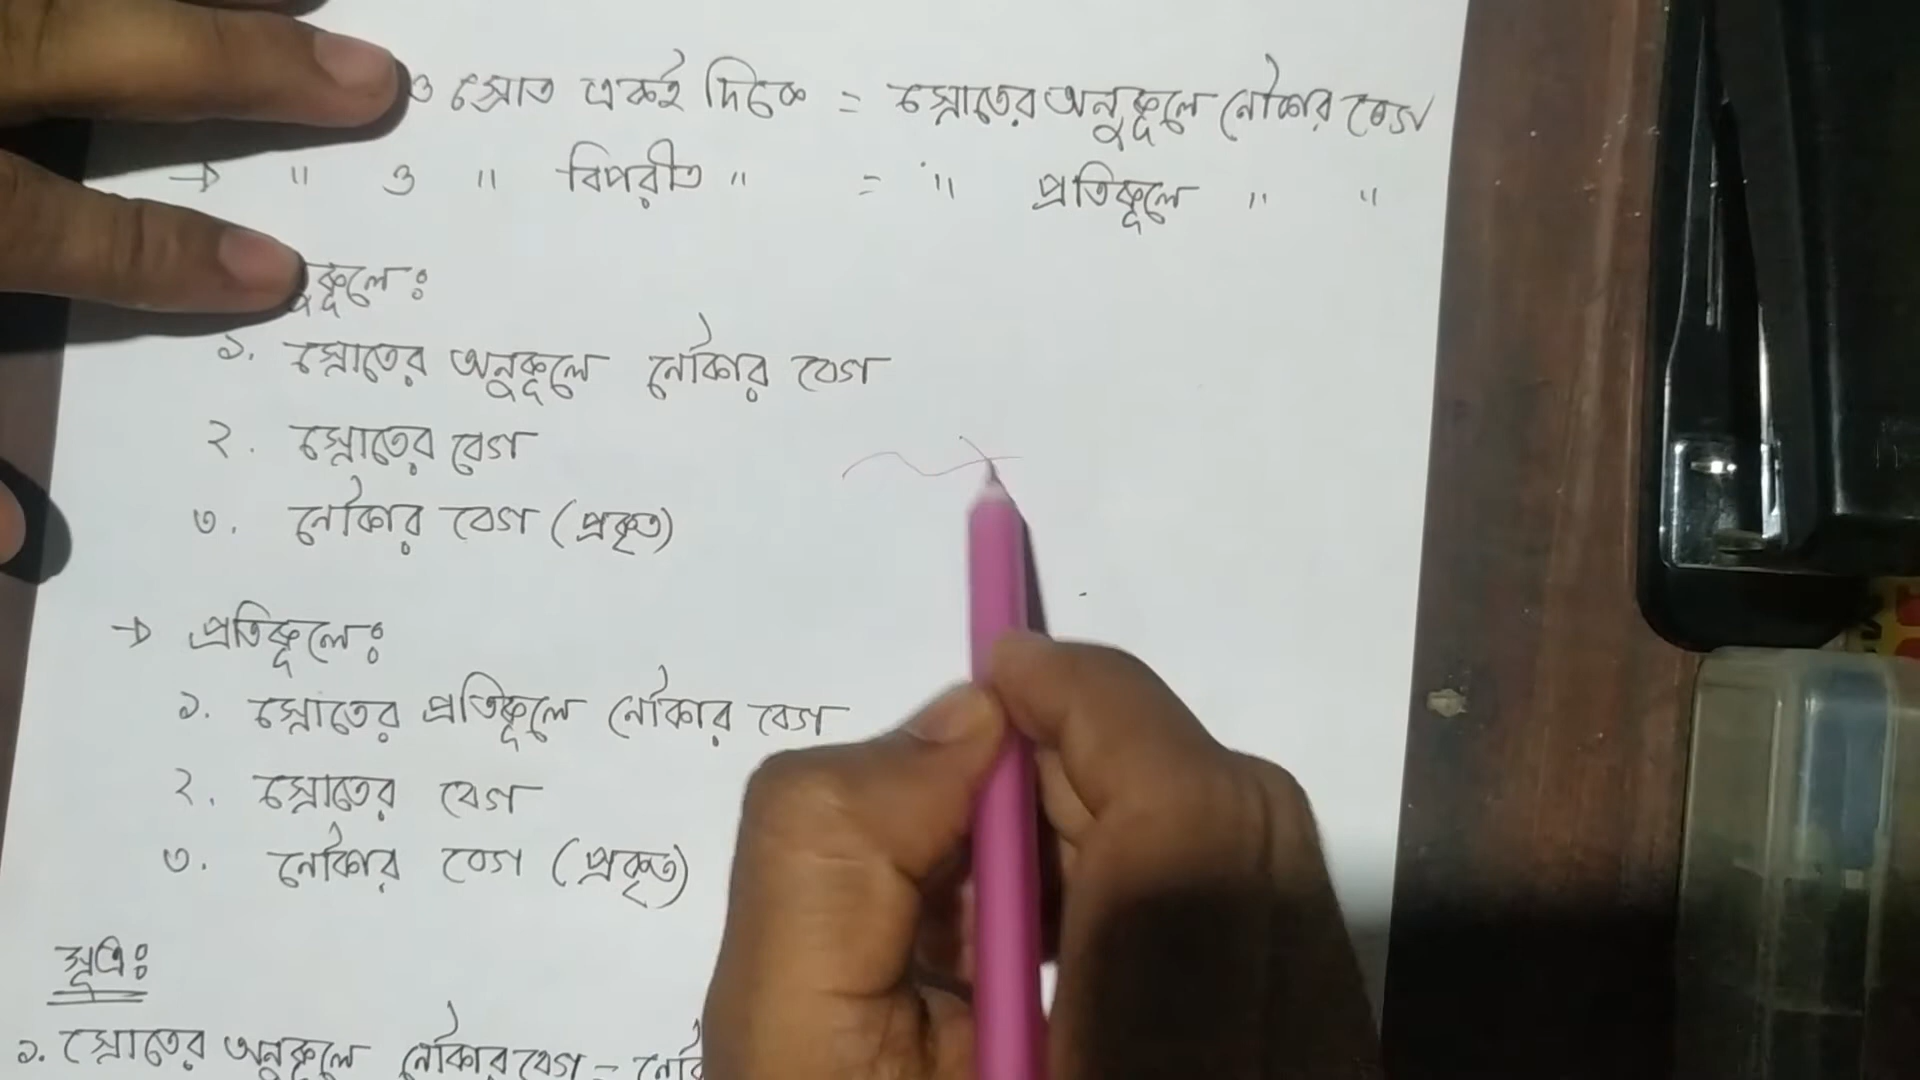 ও স্রোত একই দিকে = স্রোতের অনুকূলে নৌকার বেগ
→ " ও " বিপরীত " = " প্রতিকূলে " "
নুকূলে:
১. স্রোতের অনুকূলে নৌকার বেগ
২. স্রোতের বেগ
৩. নৌকার বেগ (প্রকৃত)
→ প্রতিকূলে:
১. স্রোতের প্রতিকূলে নৌকার বেগ
২. স্রোতের বেগ
৩. নৌকার বেগ (প্রকৃত)
সূত্র:
১. স্রোতের অনুকূলে নৌকার বেগ =